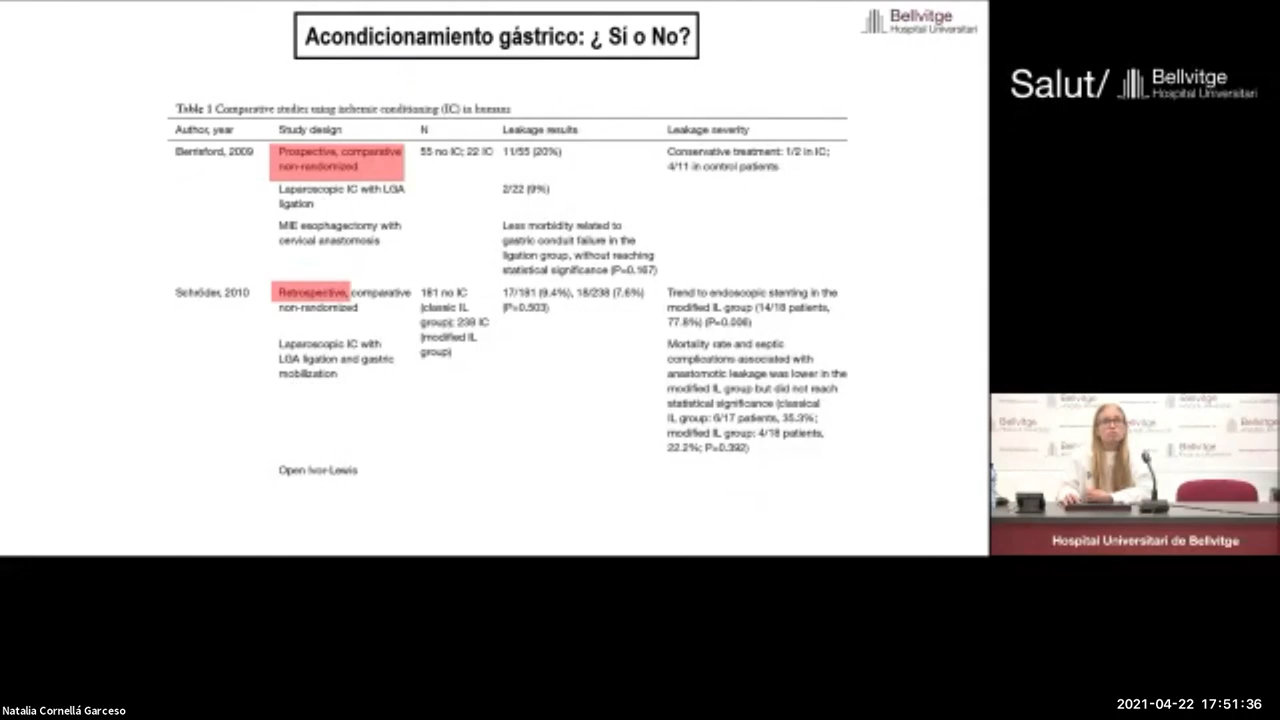 Acondicionamiento gástrico: ¿ Sí o No?
Bellvitge
Hospital Universitari
Table 1 Comparative studies using ischemic conditioning (IC) in humans
Author, year Study design N Leakage results Leakage severity
Berrisford, 2009 Prospective, comparative 55 no IC; 22 IC 11/55 (20%) Conservative treatment: 1/2 in IC;
non-randomized 4/11 in control patients
Laparoscopic IC with LGA 2/22 (9%)
ligation
MIE esophagectomy with Less morbidity related to
cervical anastomosis gastric conduit failure in the
ligation group, without reaching
statistical significance (P=0.167)
Schröder, 2010 Retrospective, comparative 181 no IC 17/181 (9.4%), 18/238 (7.6%) Trend to endoscopic stenting in the
non-randomized (classic IL (P=0.503) modified IL group (14/18 patients,
group); 238 IC 77.8%) (P=0.006)
(modified IL
group)
Laparoscopic IC with Mortality rate and septic
LGA ligation and gastric complications associated with
mobilization anastomotic leakage was lower in the
modified IL group but did not reach
statistical significance (classical
IL group: 6/17 patients, 35.3%;
modified IL group: 4/18 patients,
22.2%; P=0.392)
Open Ivor-Lewis
Salut/ Bellvitge
Hospital Universitari
Hospital Universitari de Bellvitge
Natalia Cornellá Garceso
2021-04-22 17:51:36